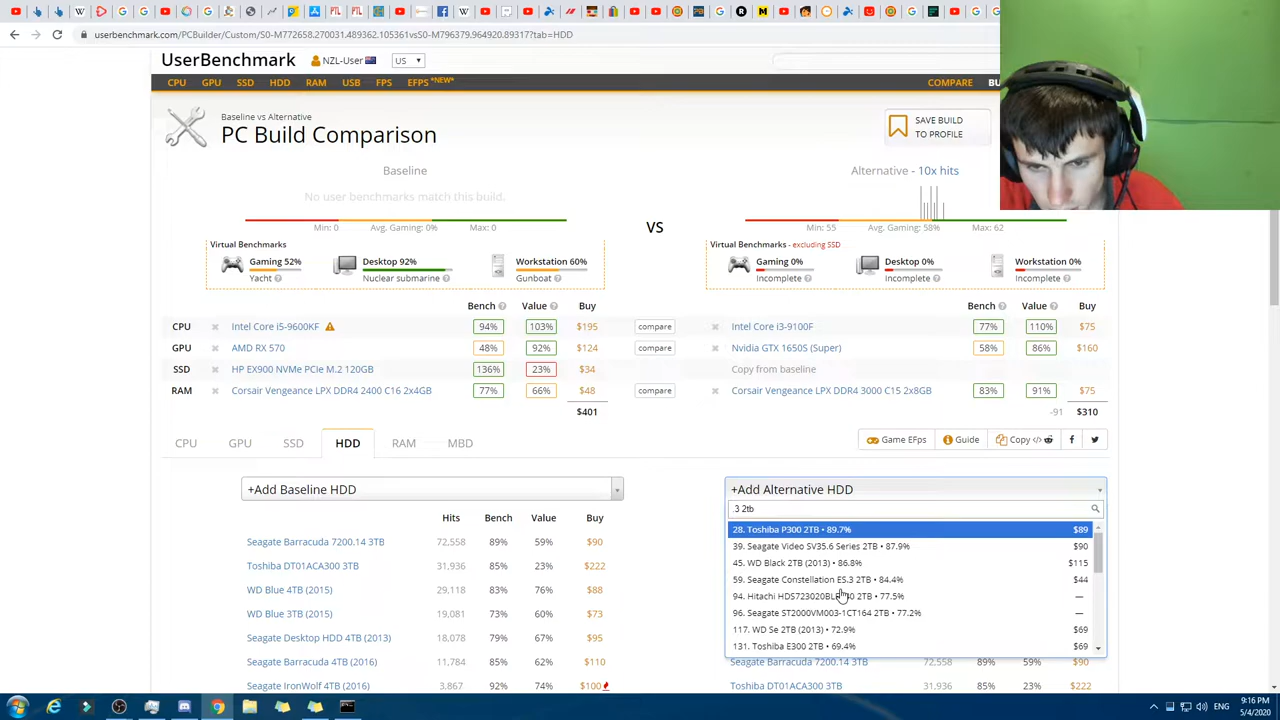 userbenchmark.com/PCBuilder/Custom/S0-M772658.270031.489362.105361vsS0-M796379.964920.89317?tab=HDD
UserBenchmark
NZL-User
US
CPU GPU SSD HDD RAM USB FPS EFPS *NEW*
COMPARE BU
Baseline vs Alternative
PC Build Comparison
SAVE BUILD
TO PROFILE
Baseline
No user benchmarks match this build.
Min: 0 Avg. Gaming: 0% Max: 0
VS
Alternative - 10x hits
Min: 55 Avg. Gaming: 58% Max: 62
Virtual Benchmarks
Gaming 52%
Yacht
Desktop 92%
Nuclear submarine
Workstation 60%
Gunboat
Virtual Benchmarks - excluding SSD
Gaming 0%
Incomplete
Desktop 0%
Incomplete
Workstation 0%
Incomplete
Bench Value Buy
Bench Value Buy
CPU Intel Core i5-9600KF 94% 103% $195 compare Intel Core i3-9100F 77% 110% $75
GPU AMD RX 570 48% 92% $124 compare Nvidia GTX 1650S (Super) 58% 86% $160
SSD HP EX900 NVMe PCIe M.2 120GB 136% 23% $34 Copy from baseline
RAM Corsair Vengeance LPX DDR4 2400 C16 2x4GB 77% 66% $48 compare Corsair Vengeance LPX DDR4 3000 C15 2x8GB 83% 91% $75
$401 -91 $310
CPU GPU SSD HDD RAM MBD
Game EFps Guide Copy </>
+Add Baseline HDD
Hits Bench Value Buy
Seagate Barracuda 7200.14 3TB 72,558 89% 59% $90
Toshiba DT01ACA300 3TB 31,936 85% 23% $222
WD Blue 4TB (2015) 29,118 83% 76% $88
WD Blue 3TB (2015) 19,081 73% 60% $73
Seagate Desktop HDD 4TB (2013) 18,078 79% 67% $95
Seagate Barracuda 4TB (2016) 11,784 85% 62% $110
Seagate IronWolf 4TB (2016) 3,867 92% 74% $100
+Add Alternative HDD
.3 2tb
28. Toshiba P300 2TB • 89.7% $89
39. Seagate Video SV35.6 Series 2TB • 87.9% $90
45. WD Black 2TB (2013) • 86.8% $115
59. Seagate Constellation ES.3 2TB • 84.4% $44
94. Hitachi 2TB • 77.5% —
96. Seagate ST2000VM003-1CT164 2TB • 77.2% —
117. WD Se 2TB (2013) • 72.9% $69
131. Toshiba E300 2TB • 69.4% $69
Seagate Barracuda 7200.14 3TB 72,558 89% 59% $90
Toshiba DT01ACA300 3TB 31,936 85% 23% $222
ENG
9:16 PM
5/4/2020